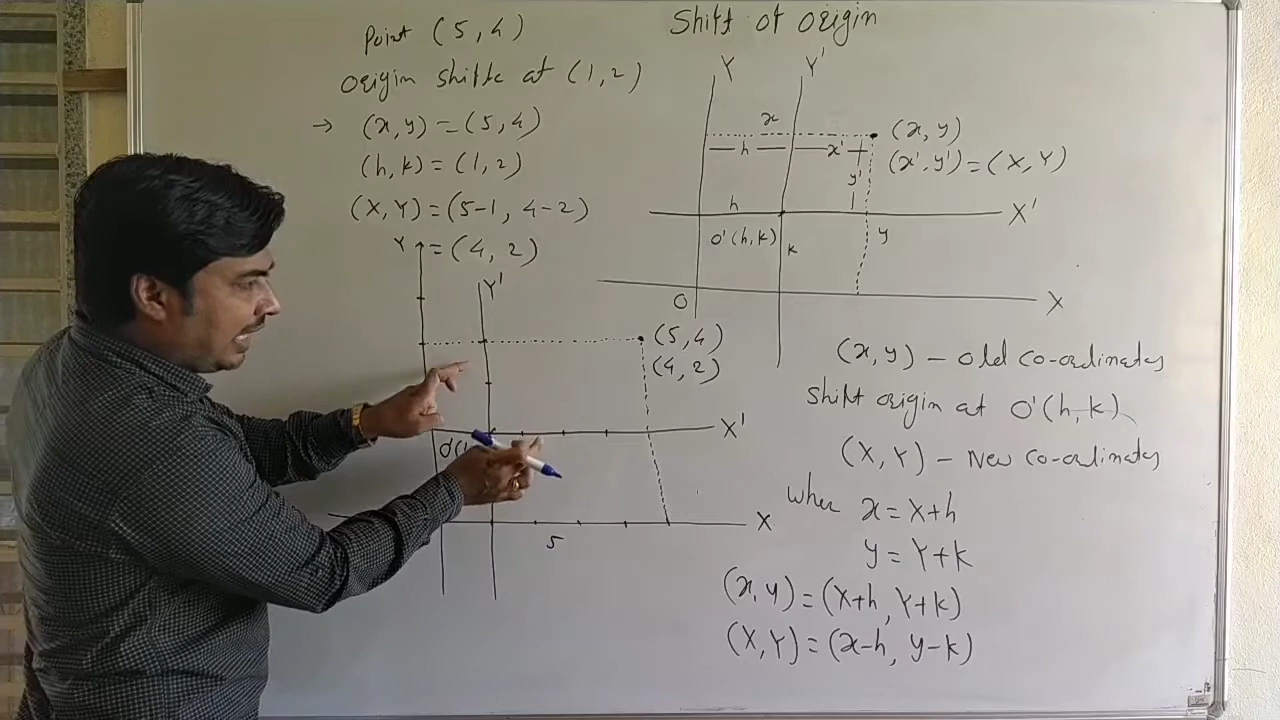 Shift of origin
Point (5,4)
origin shifts at (1,2)
→ (x,y) = (5,4)
(h,k) = (1,2)
(X,Y) = (5-1, 4-2)
= (4,2)
Y
Y'
(5,4)
(4,2)
X'
O'(
X
5
Y
Y'
x
(x,y)
h
x'
(x',y') = (X,Y)
y'
h
X'
O'(h,k)
k
y
O
X
(x,y) - old co-ordinates
shift origin at O'(h,k)
(X,Y) - New co-ordinates
when x = X+h
y = Y+k
(x,y) = (X+h, Y+k)
(X,Y) = (x-h, y-k)